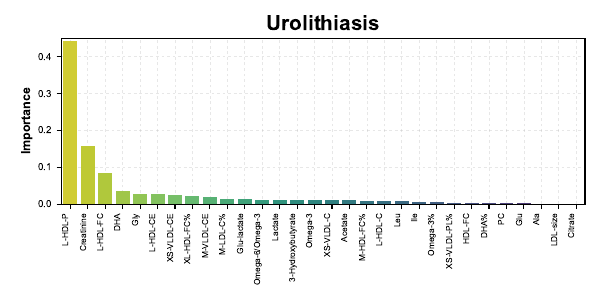 Urolithiasis
Importance
0.4
0.3
0.2
0.1
0.0
L-HDL-P
Creatinine
L-HDL-FC
DHA
Gly
L-HDL-CE
XS-VLDL-CE
XL-HDL-FC%
M-VLDL-CE
M-LDL-C%
Glu-lactate
Omega-6/Omega-3
Lactate
3-Hydroxybutyrate
Omega-3
XS-VLDL-C
Acetate
M-HDL-FC%
L-HDL-C
Leu
Ile
Omega-3%
XS-VLDL-PL%
HDL-FC
DHA%
PC
Glu
Ala
LDL-size
Citrate